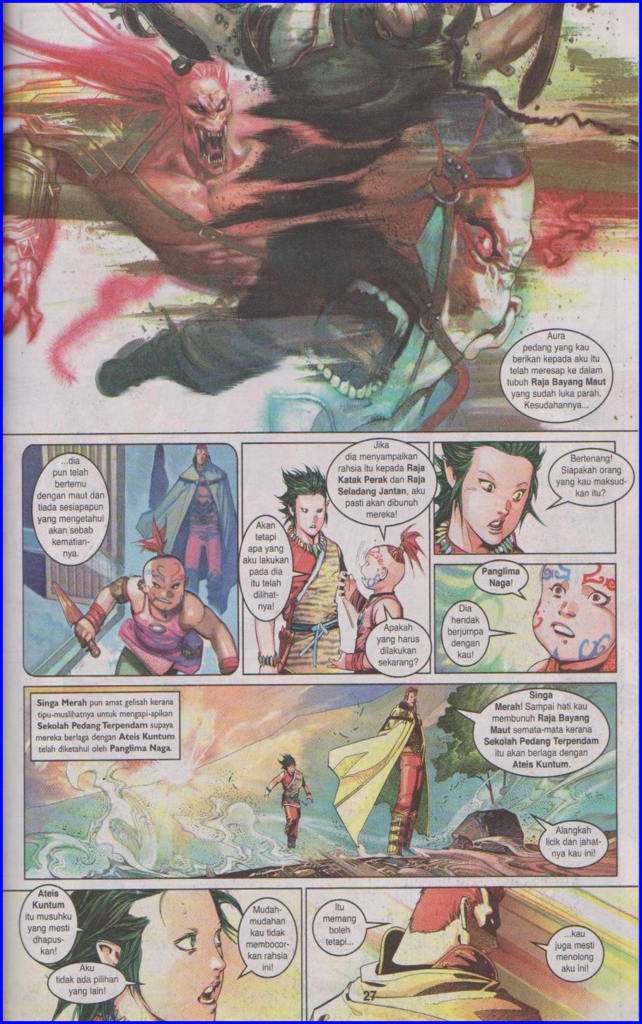 Aura
pedang yang kau
berikan kepada aku itu
telah meresap ke dalam
tubuh Raja Bayang Maut
yang sudah luka parah.
Kesudahannya...
...dia
pun telah
bertemu
dengan maut dan
tiada sesiapapun
yang mengetahui
akan sebab
kematian-
nya.
Jika
dia menyampaikan
rahsia itu kepada Raja
Katak Perak dan Raja
Seladang Jantan, aku
pasti akan dibunuh
mereka!
Akan
tetapi
apa yang
aku lakukan
pada dia
itu telah
dilihat-
nya!
Apakah
yang harus
dilakukan
sekarang?
Bertenang!
Siapakah orang
yang kau maksud-
kan itu?
Panglima
Naga!
Dia
hendak
berjumpa
dengan
kau!
Singa Merah pun amat gelisah kerana
tipu-muslihatnya untuk mengapi-apikan
Sekolah Pedang Terpendam supaya
mereka berlaga dengan Ateis Kuntum
telah diketahui oleh Panglima Naga.
Singa
Merah! Sampai hati kau
membunuh Raja Bayang
Maut semata-mata kerana
Sekolah Pedang Terpendam
itu akan berlaga dengan
Ateis Kuntum.
Alangkah
licik dan jahat-
nya kau ini!
Ateis
Kuntum
itu musuhku
yang mesti
dihapus-
kan!
Aku
tidak ada pilihan
yang lain!
Mudah-
mudahan
kau tidak
membocor-
kan rahsia
ini!
Itu
memang
boleh
tetapi...
...kau
juga mesti
menolong
aku ini!
27